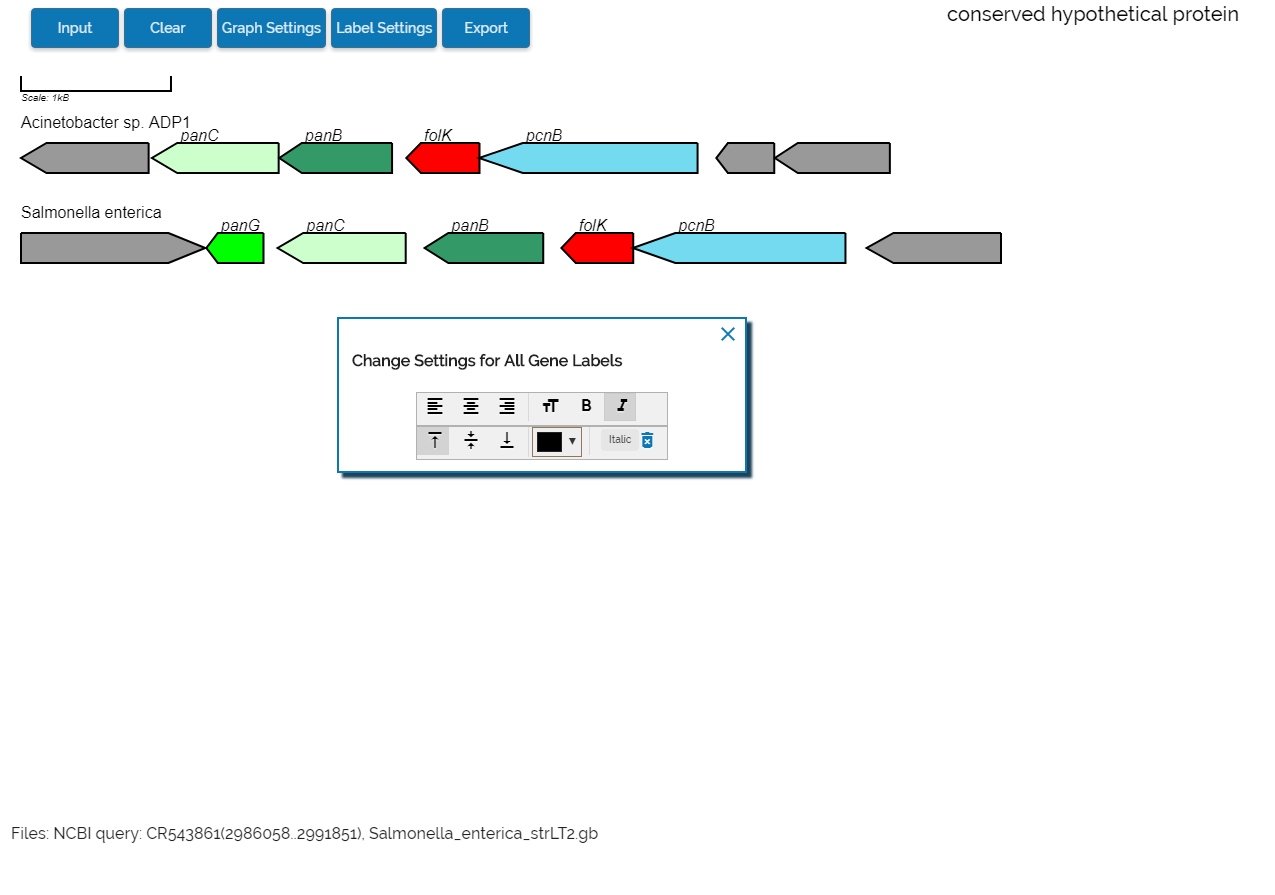 Input Clear Graph Settings Label Settings Export
conserved hypothetical protein
Scale: 1kB
Acinetobacter sp. ADP1
panC panB folK pcnB
Salmonella enterica
panG panC panB folK pcnB
Change Settings for All Gene Labels
B I
Italic
Files: NCBI query: CR543861(2986058..2991851), Salmonella_enterica_strLT2.gb